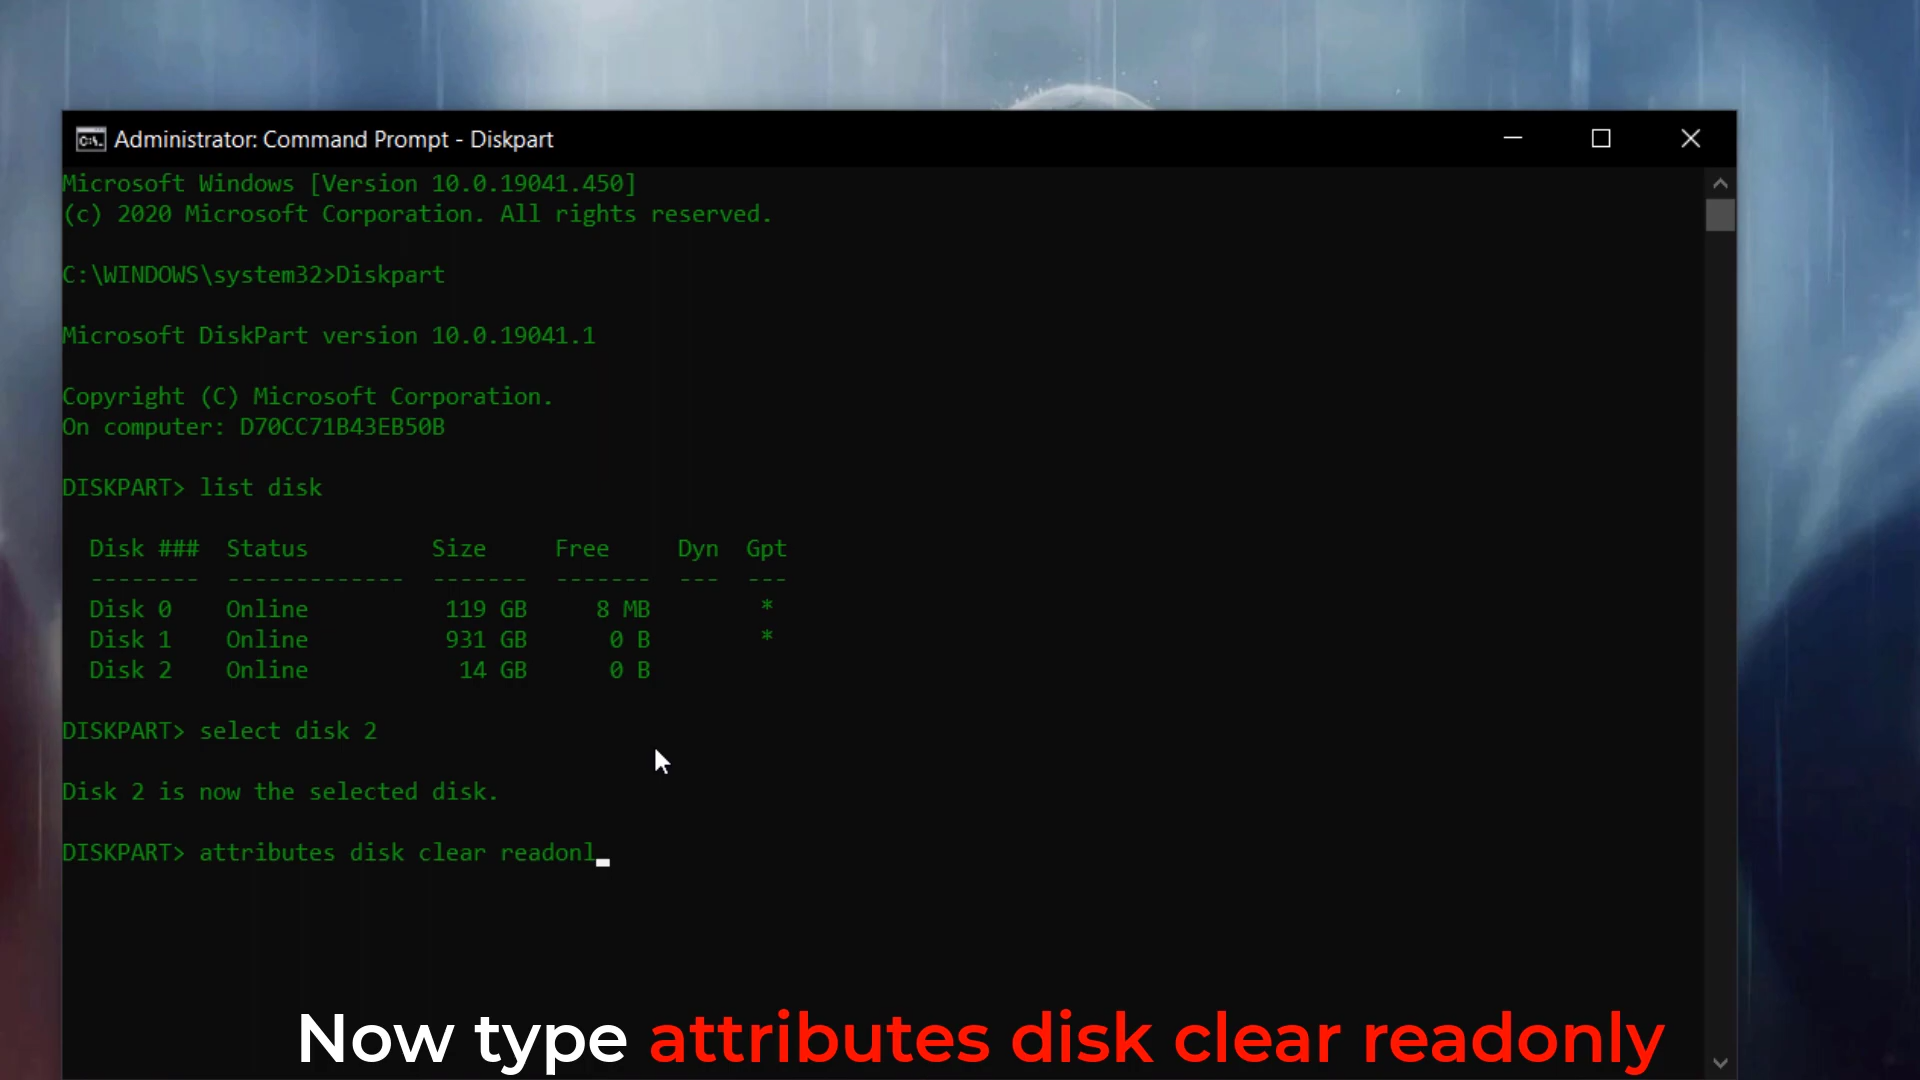 Administrator: Command Prompt - Diskpart
Microsoft Windows [Version 10.0.19041.450]
(c) 2020 Microsoft Corporation. All rights reserved.
C:\WINDOWS\system32>Diskpart
Microsoft DiskPart version 10.0.19041.1
Copyright (C) Microsoft Corporation.
On computer: D70CC71B43EB50B
DISKPART> list disk
Disk ###  Status         Size     Free     Dyn  Gpt
--------  -------------  -------  -------  ---  ---
Disk 0    Online          119 GB     8 MB        *
Disk 1    Online          931 GB      0 B        *
Disk 2    Online           14 GB      0 B
DISKPART> select disk 2
Disk 2 is now the selected disk.
DISKPART> attributes disk clear readonl
Now type attributes disk clear readonly